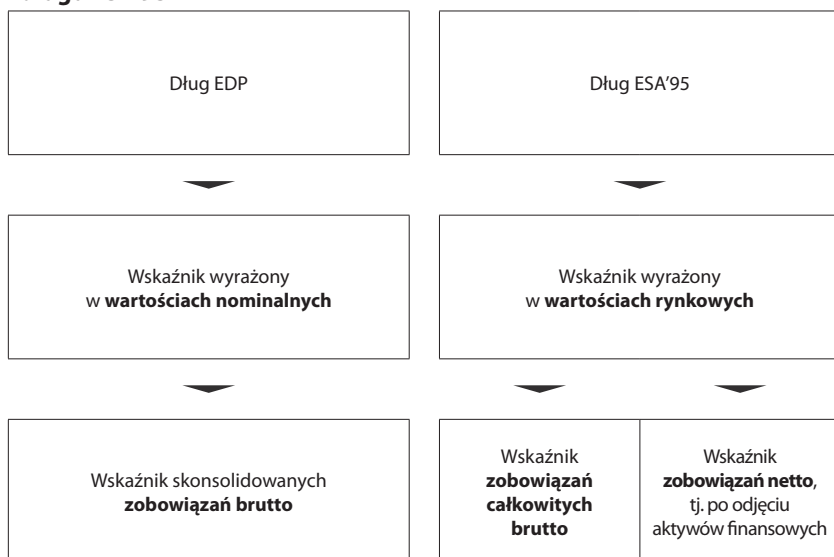 Dług EDP
Dług ESA’95
Wskaźnik wyrażony
w wartościach nominalnych
Wskaźnik wyrażony
w wartościach rynkowych
Wskaźnik skonsolidowanych
zobowiązań brutto
Wskaźnik
zobowiązań
całkowitych
brutto
Wskaźnik
zobowiązań netto,
tj. po odjęciu
aktywów finansowych